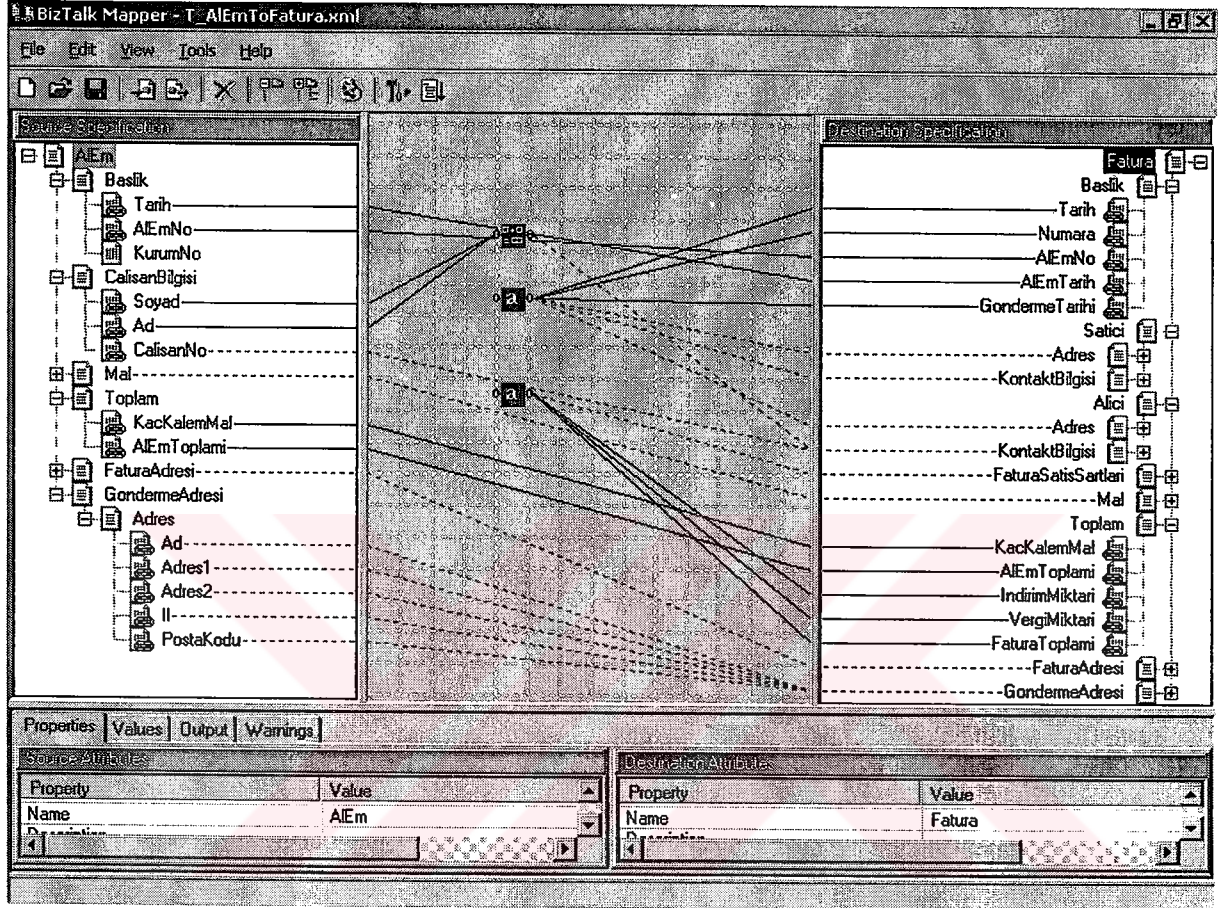 BizTalk Mapper - T_AlEmToFatura.xml
File Edit View Tools Help
Source Specification
AlEm
Baslik
Tarih
AlEmNo
KurumNo
CalisanBilgisi
Soyad
Ad
CalisanNo
Mal
Toplam
KacKalemMal
AlEmToplami
FaturaAdresi
GondermeAdresi
Adres
Ad
Adres1
Adres2
Il
PostaKodu
a
a
Destination Specification
Fatura
Baslik
Tarih
Numara
AlEmNo
AlEmTarih
GondermeTarihi
Satici
Adres
KontaktBilgisi
Alici
Adres
KontaktBilgisi
FaturaSatisSartlari
Mal
Toplam
KacKalemMal
AlEmToplami
IndirimMiktari
VergiMiktari
FaturaToplami
FaturaAdresi
GondermeAdresi
Properties Values Output Warnings
Source Attributes
Property Value
Name AlEm
Description
Destination Attributes
Property Value
Name Fatura
Description